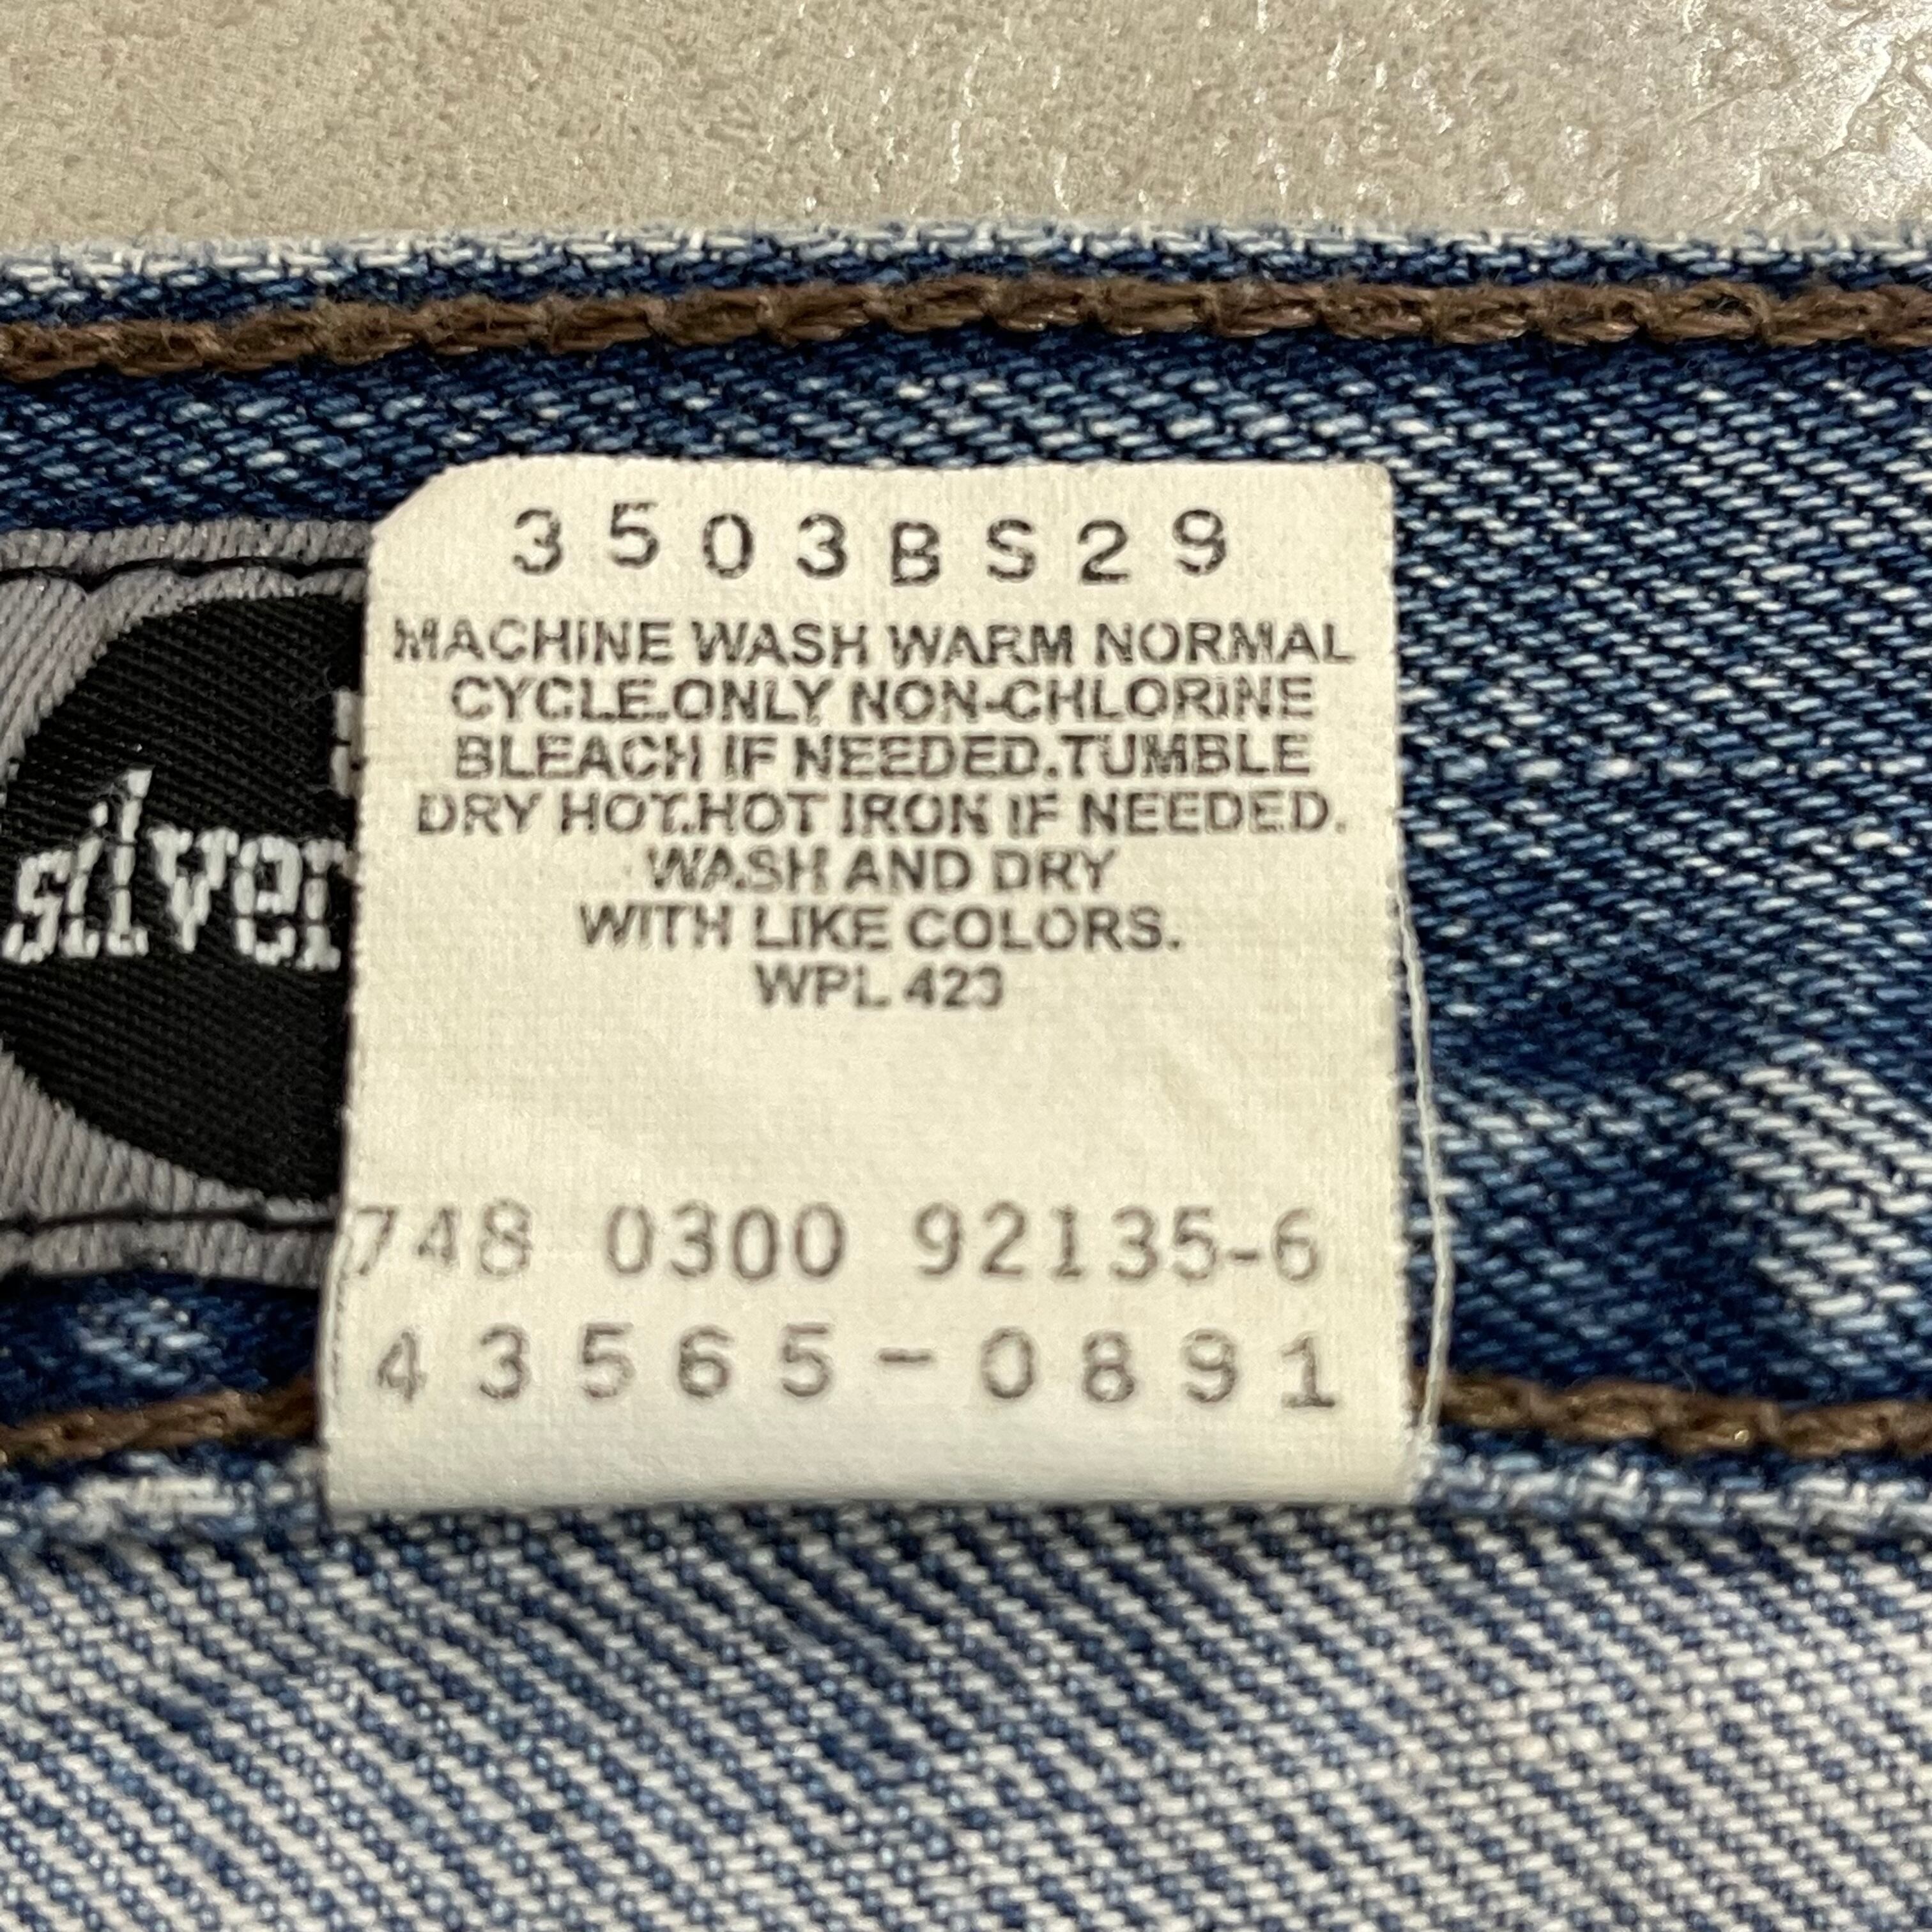 3503BS29
MACHINE WASH WARM NORMAL
CYCLE.ONLY NON-CHLORINE
BLEACH IF NEEDED.TUMBLE
DRY HOT.HOT IRON IF NEEDED.
WASH AND DRY
WITH LIKE COLORS.
WPL 423
748 0300 92135-6
43565-0891
silver